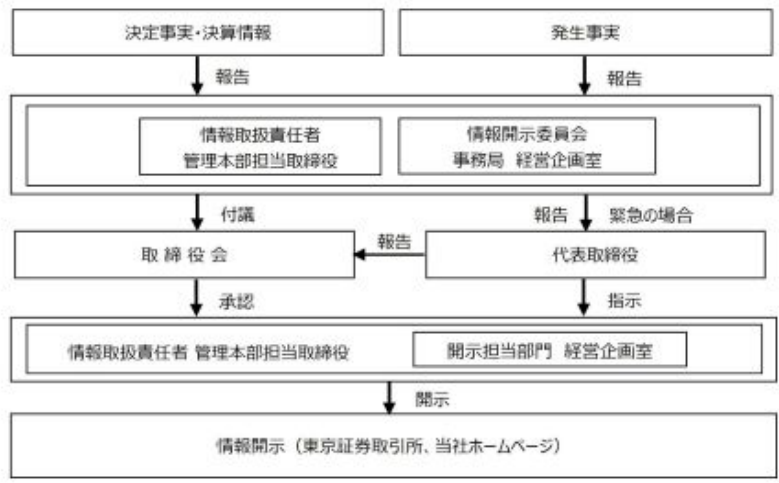 決定事実・決算情報
発生事実
報告
報告
情報取扱責任者
管理本部担当取締役
情報開示委員会
事務局 経営企画室
付議
報告 緊急の場合
取締役会
報告
代表取締役
承認
指示
情報取扱責任者 管理本部担当取締役
開示担当部門 経営企画室
開示
情報開示（東京証券取引所、当社ホームページ）